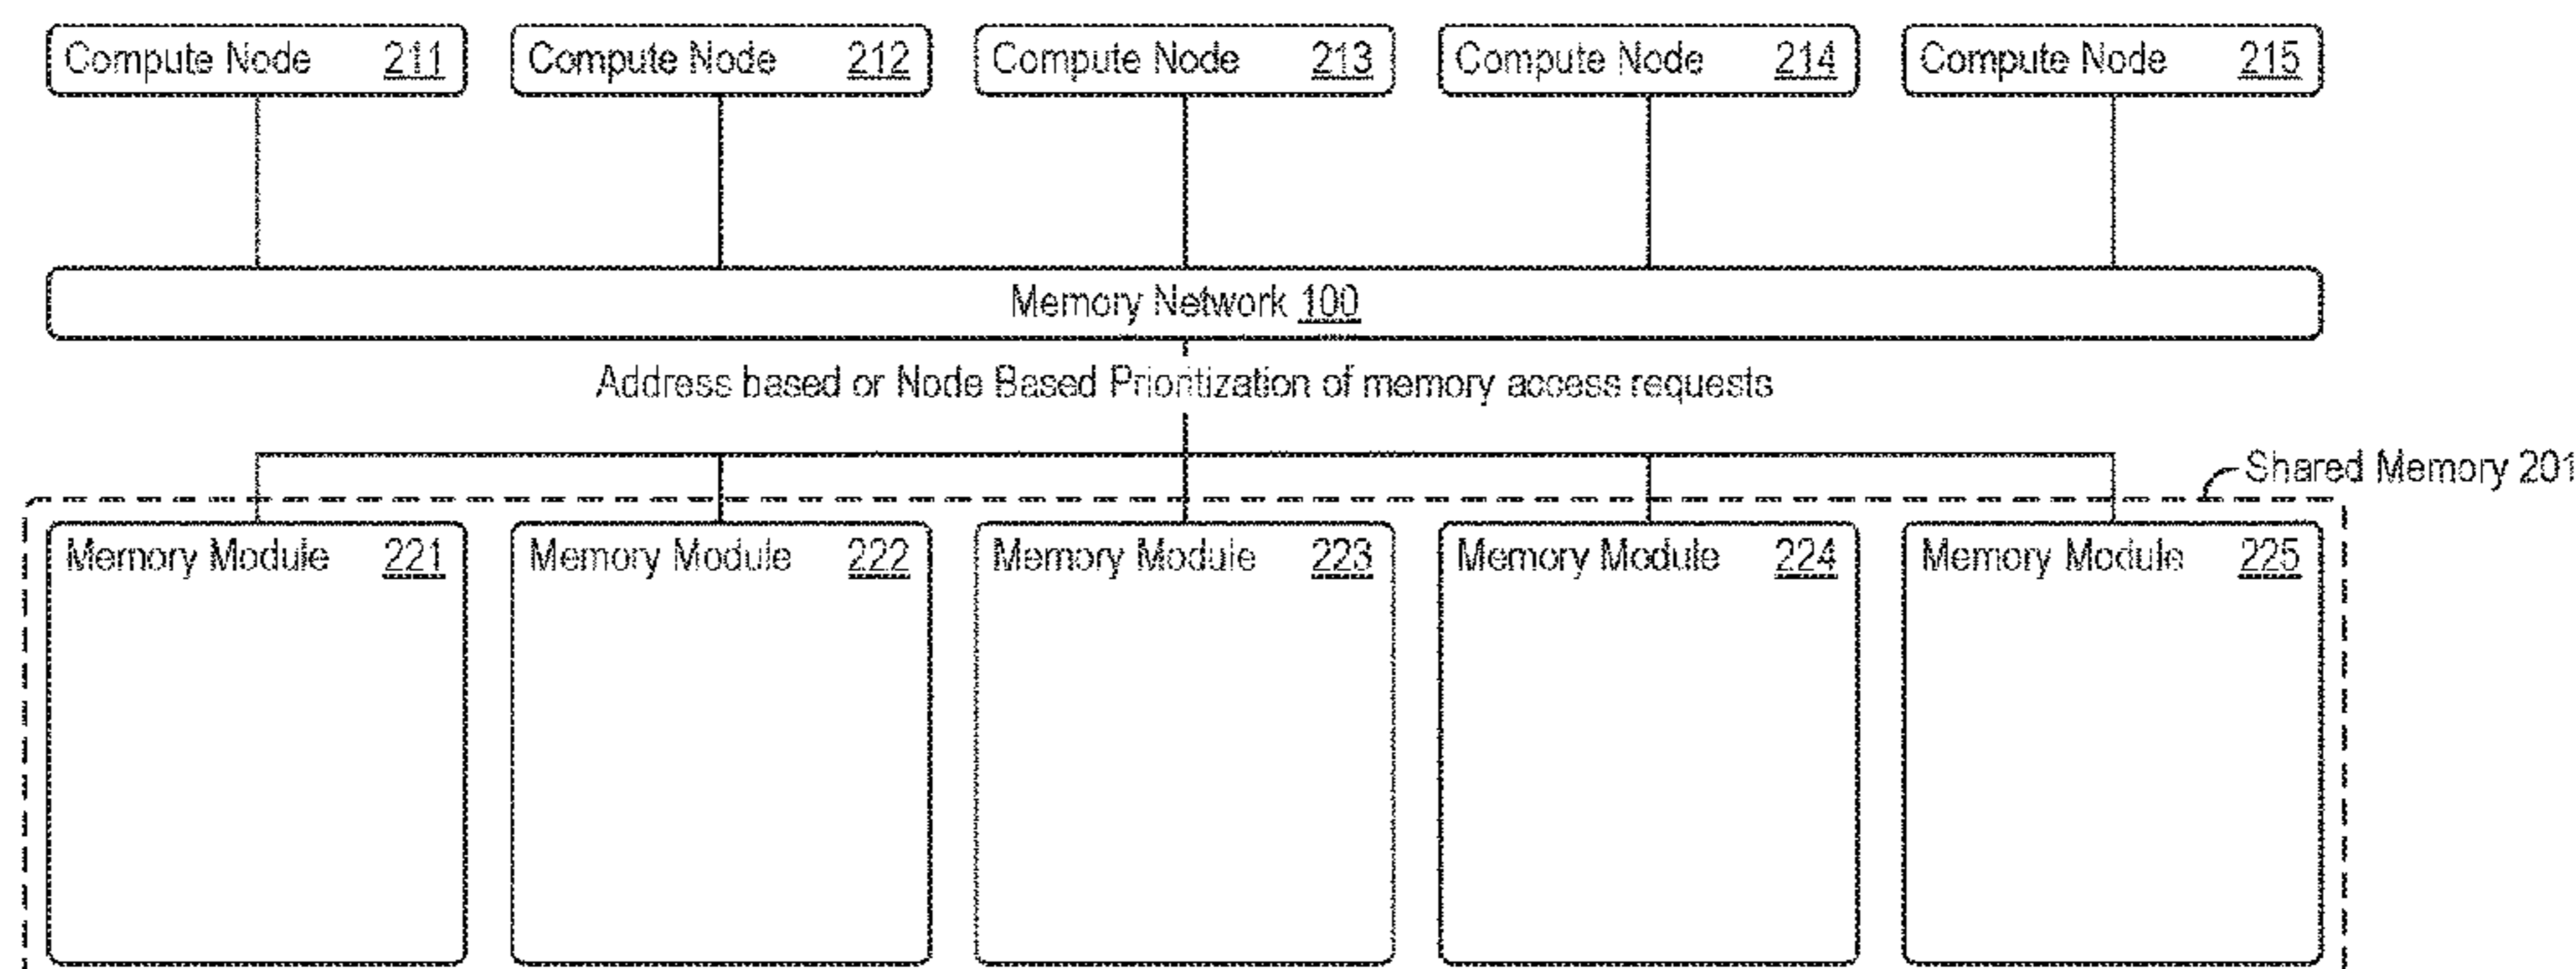 Compute Node 211 Compute Node 212 Compute Node 213 Compute Node 214 Compute Node 215
Memory Network 100
Address based or Node Based Prioritization of memory access requests
Shared Memory 201
Memory Module 221 Memory Module 222 Memory Module 223 Memory Module 224 Memory Module 225